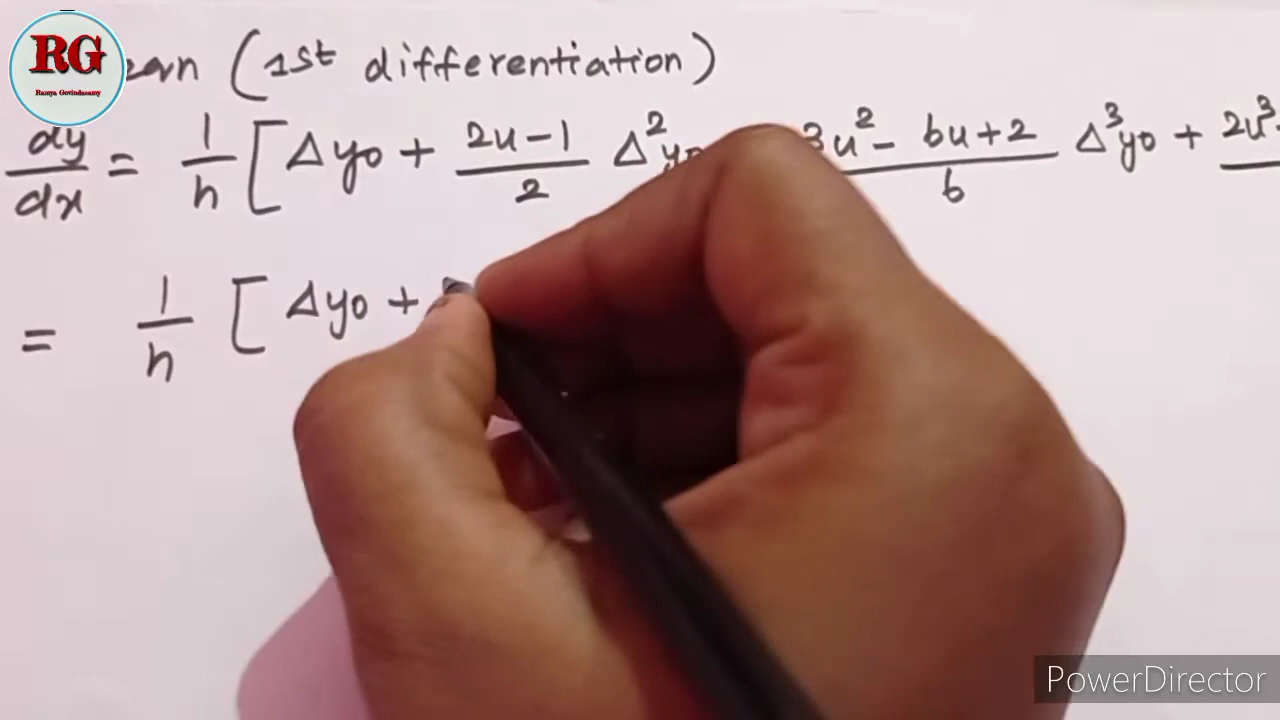 RG
Ramya Govindasamy
(1st differentiation)
dy/dx = 1/h [ Δy0 + 2u-1/2 Δ²y0 3u² - 6u+2/6 Δ³y0 + 2u³-
= 1/h [ Δy0 +
PowerDirector